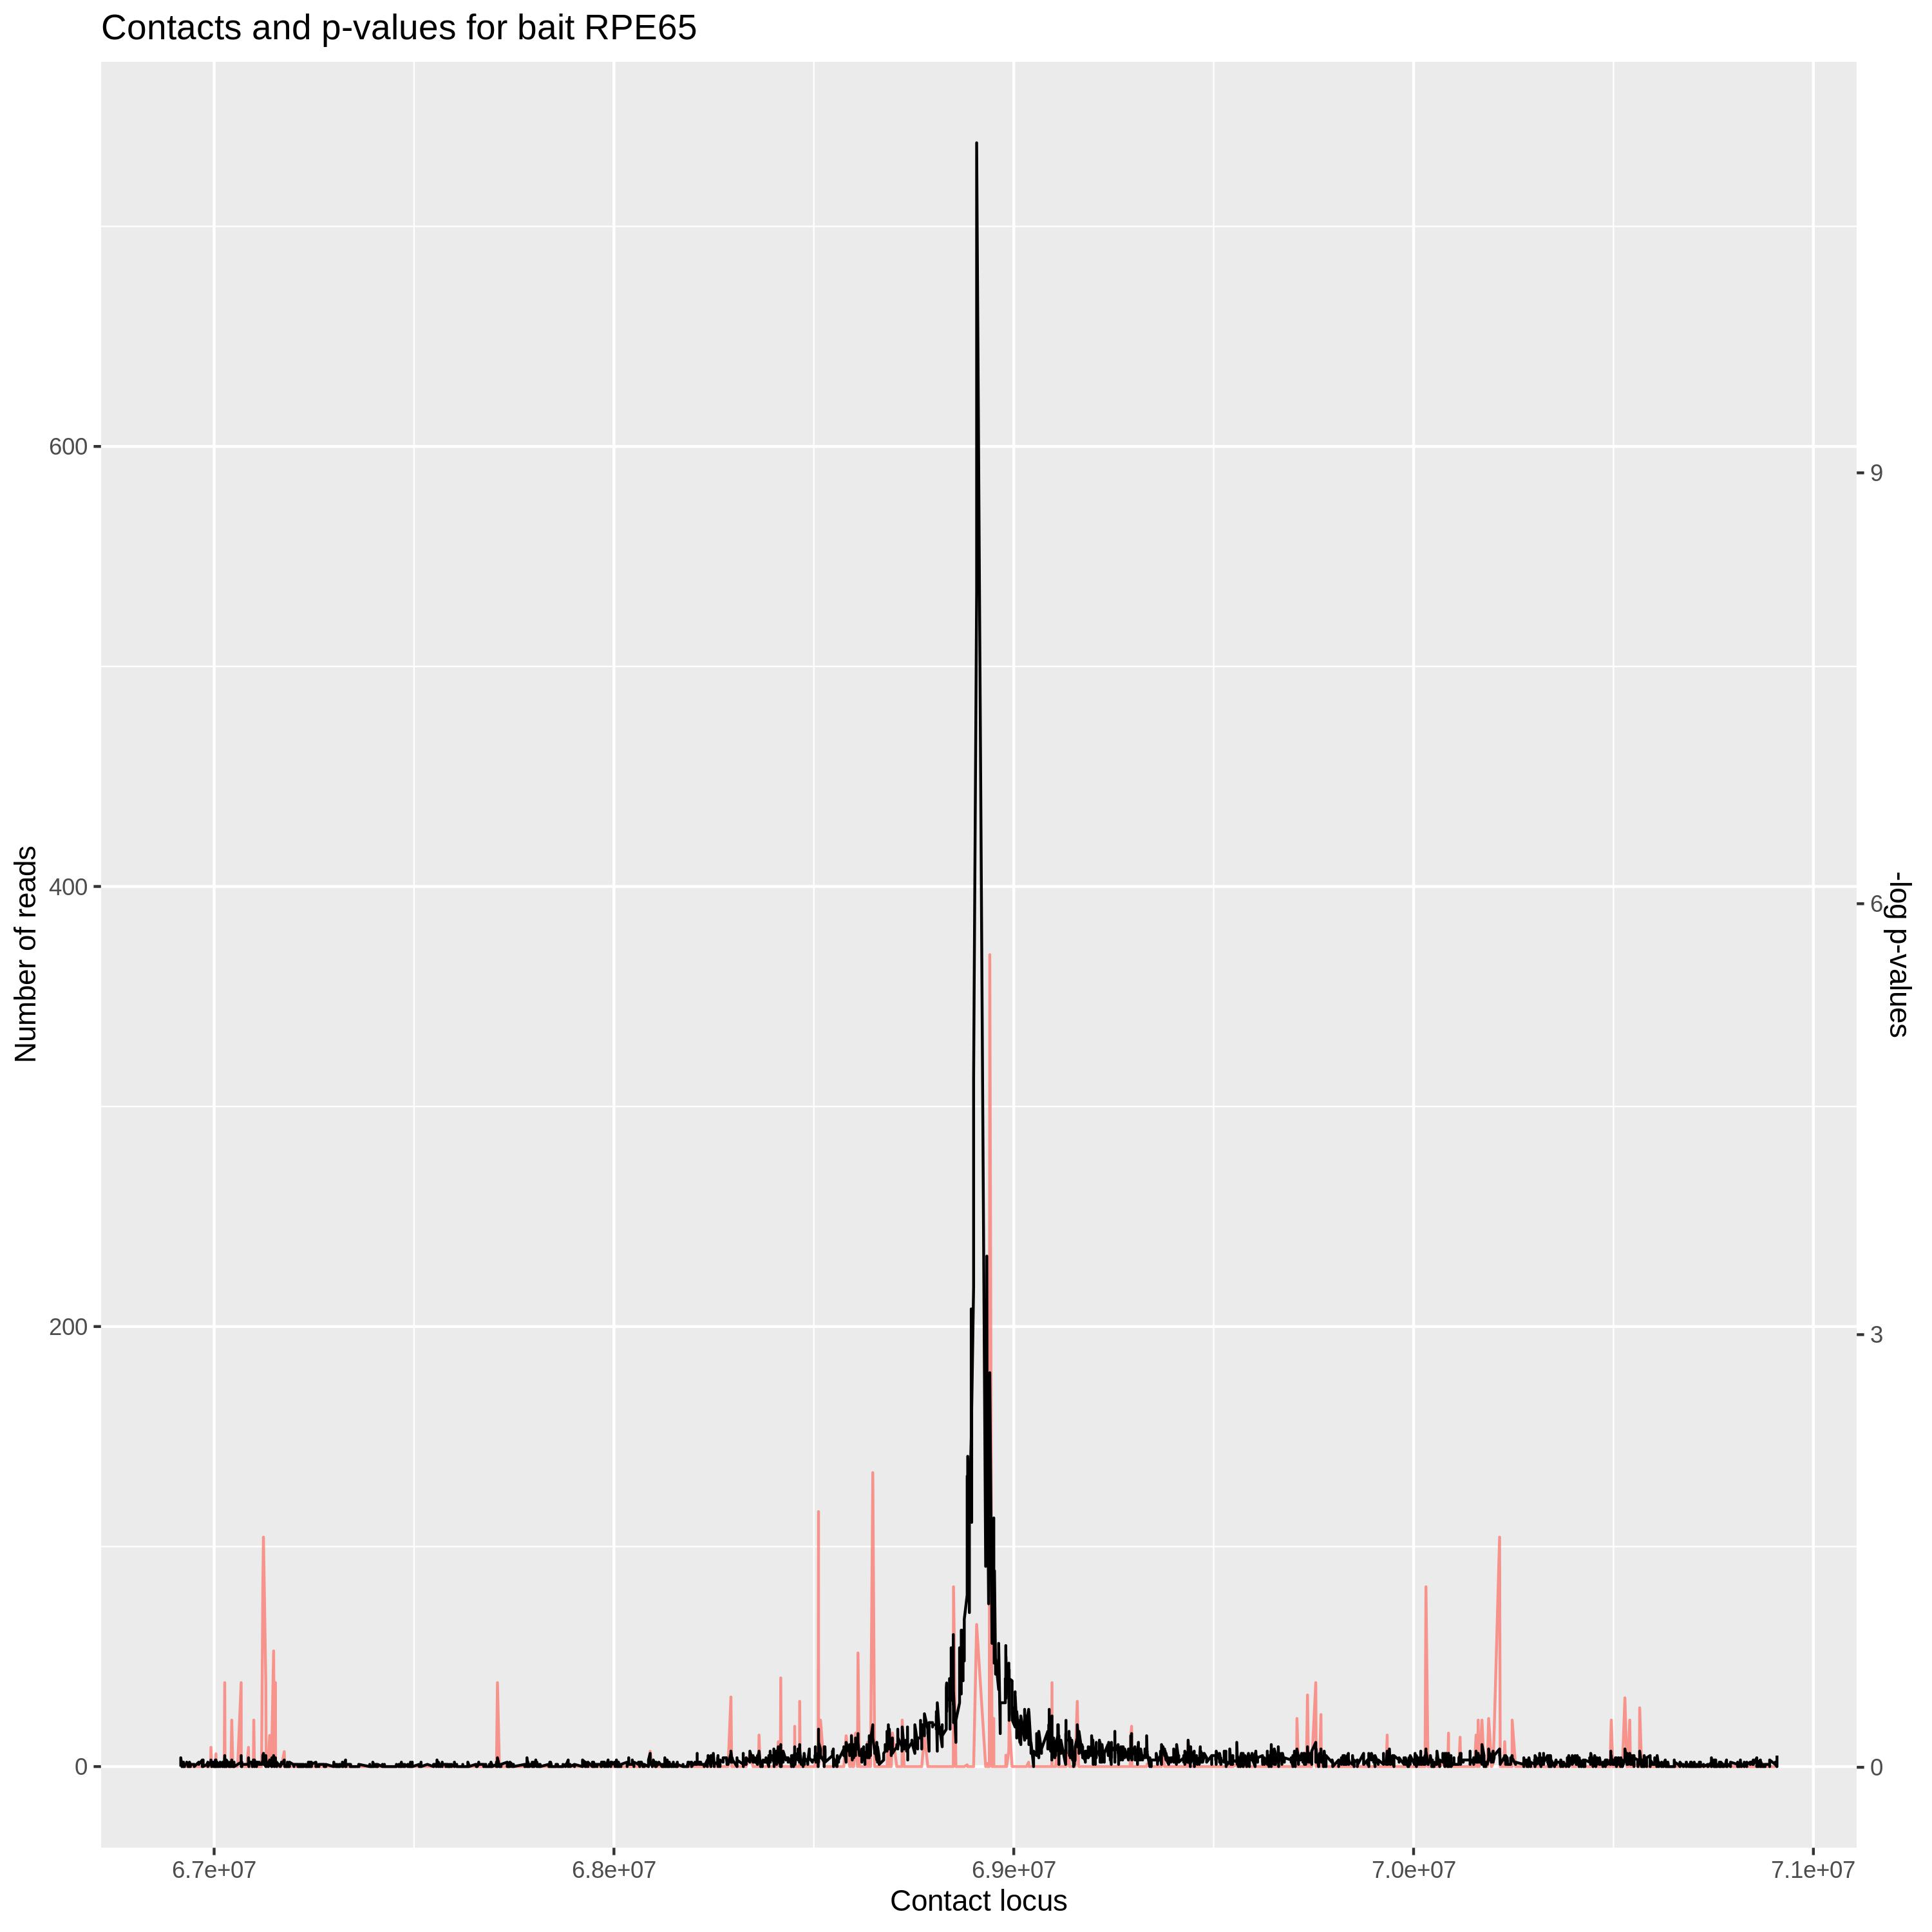 Contacts and p-values for bait RPE65
Number of reads
600
400
200
0
9
6
3
0
-log p-values
6.7e+07
6.8e+07
6.9e+07
7.0e+07
7.1e+07
Contact locus